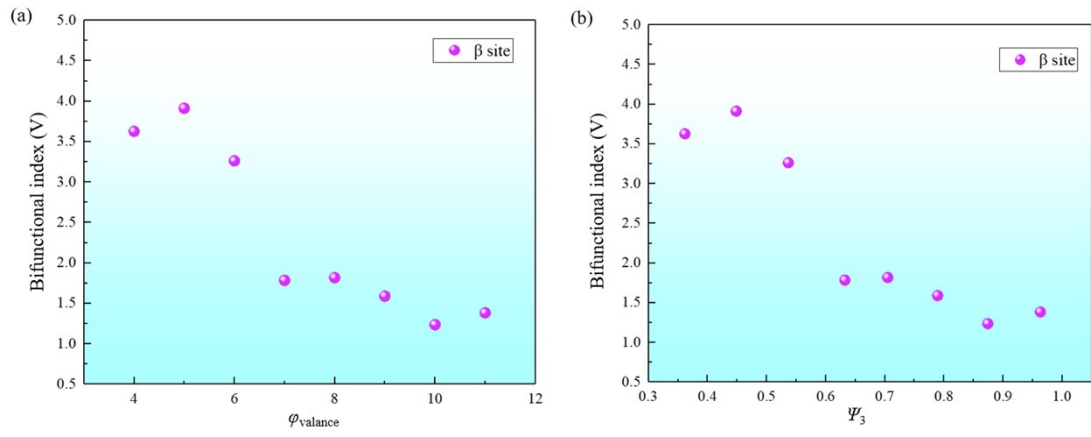 (a)
5.0
4.5
4.0
3.5
3.0
2.5
2.0
1.5
1.0
0.5
Bifunctional index (V)
β site
4 6 8 10 12
φvalance
(b)
5.0
4.5
4.0
3.5
3.0
2.5
2.0
1.5
1.0
0.5
Bifunctional index (V)
β site
0.3 0.4 0.5 0.6 0.7 0.8 0.9 1.0
Ψ3